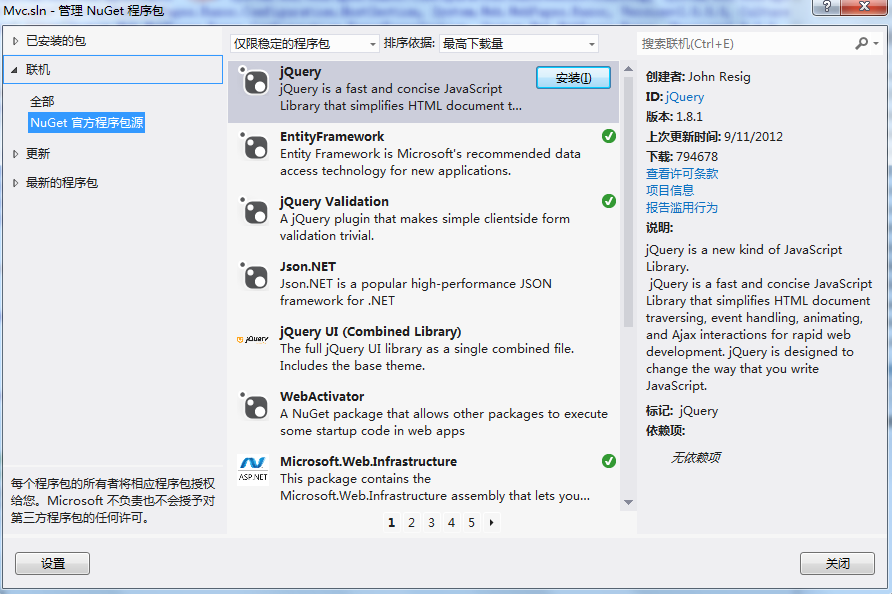 Mvc.sln - 管理 NuGet 程序包
已安装的包
联机
全部
NuGet 官方程序包源
更新
最新的程序包
每个程序包的所有者将相应程序包授权
给您。Microsoft 不负责也不会授予对
第三方程序包的任何许可。
设置
仅限稳定的程序包
排序依据:
最高下载量
jQuery
jQuery is a fast and concise JavaScript
Library that simplifies HTML document t...
安装(I)
EntityFramework
Entity Framework is Microsoft's recommended data
access technology for new applications.
jQuery Validation
A jQuery plugin that makes simple clientside form
validation trivial.
Json.NET
Json.NET is a popular high-performance JSON
framework for .NET
jQuery
jQuery UI (Combined Library)
The full jQuery UI library as a single combined file.
Includes the base theme.
WebActivator
A NuGet package that allows other packages to execute
some startup code in web apps
ASP.NET
Microsoft.Web.Infrastructure
This package contains the
Microsoft.Web.Infrastructure assembly that lets you...
1 2 3 4 5
搜索联机(Ctrl+E)
创建者: John Resig
ID: jQuery
版本: 1.8.1
上次更新时间: 9/11/2012
下载: 794678
查看许可条款
项目信息
报告滥用行为
说明:
jQuery is a new kind of JavaScript
Library.
jQuery is a fast and concise JavaScript
Library that simplifies HTML document
traversing, event handling, animating,
and Ajax interactions for rapid web
development. jQuery is designed to
change the way that you write
JavaScript.
标记: jQuery
依赖项:
无依赖项
关闭